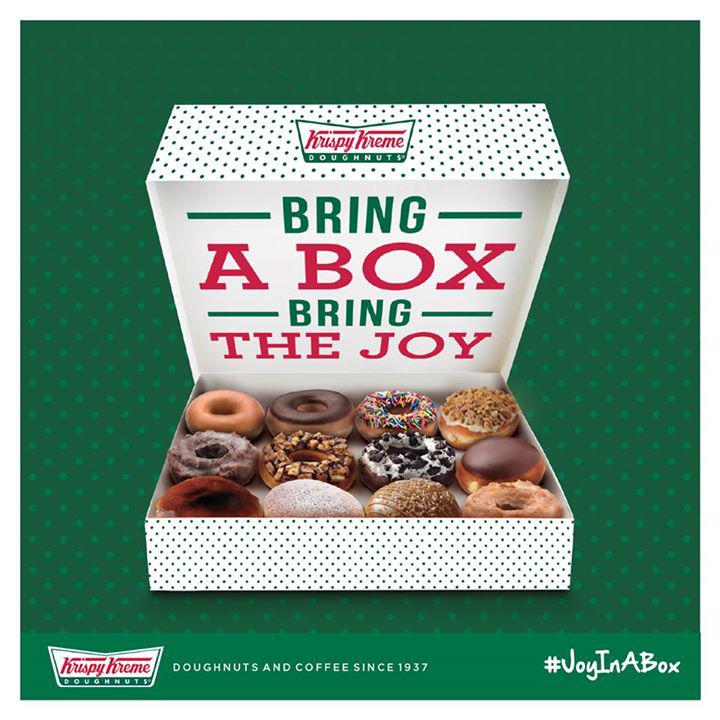 Krispy Kreme
DOUGHNUTS®
BRING
A BOX
BRING
THE JOY
Krispy Kreme
DOUGHNUTS®
DOUGHNUTS AND COFFEE SINCE 1937
#JoyInABox